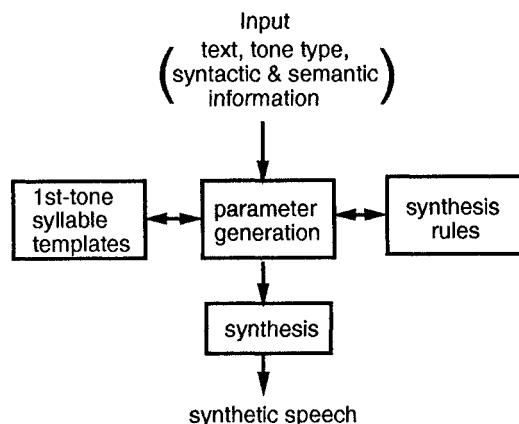 Input
(text, tone type,
syntactic & semantic
information)
1st-tone
syllable
templates
parameter
generation
synthesis
rules
synthesis
synthetic speech